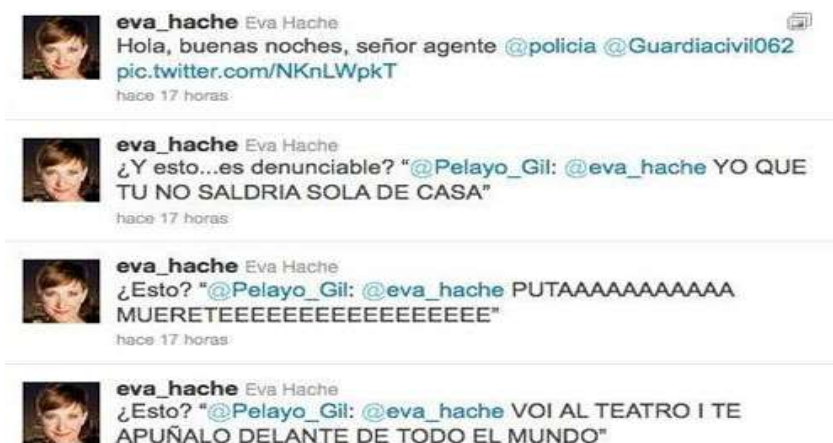 eva_hache Eva Hache
Hola, buenas noches, señor agente @policia @Guardiacivil062
pic.twitter.com/NKnLWpkT
hace 17 horas
eva_hache Eva Hache
¿Y esto...es denunciable? “@Pelayo_Gil: @eva_hache YO QUE
TU NO SALDRIA SOLA DE CASA”
hace 17 horas
eva_hache Eva Hache
¿Esto? “@Pelayo_Gil: @eva_hache PUTAAAAAAAAAAA
MUERETEEEEEEEEEEEEEEEEEE”
hace 17 horas
eva_hache Eva Hache
¿Esto? “@Pelayo_Gil: @eva_hache VOI AL TEATRO I TE
APUÑALO DELANTE DE TODO EL MUNDO”